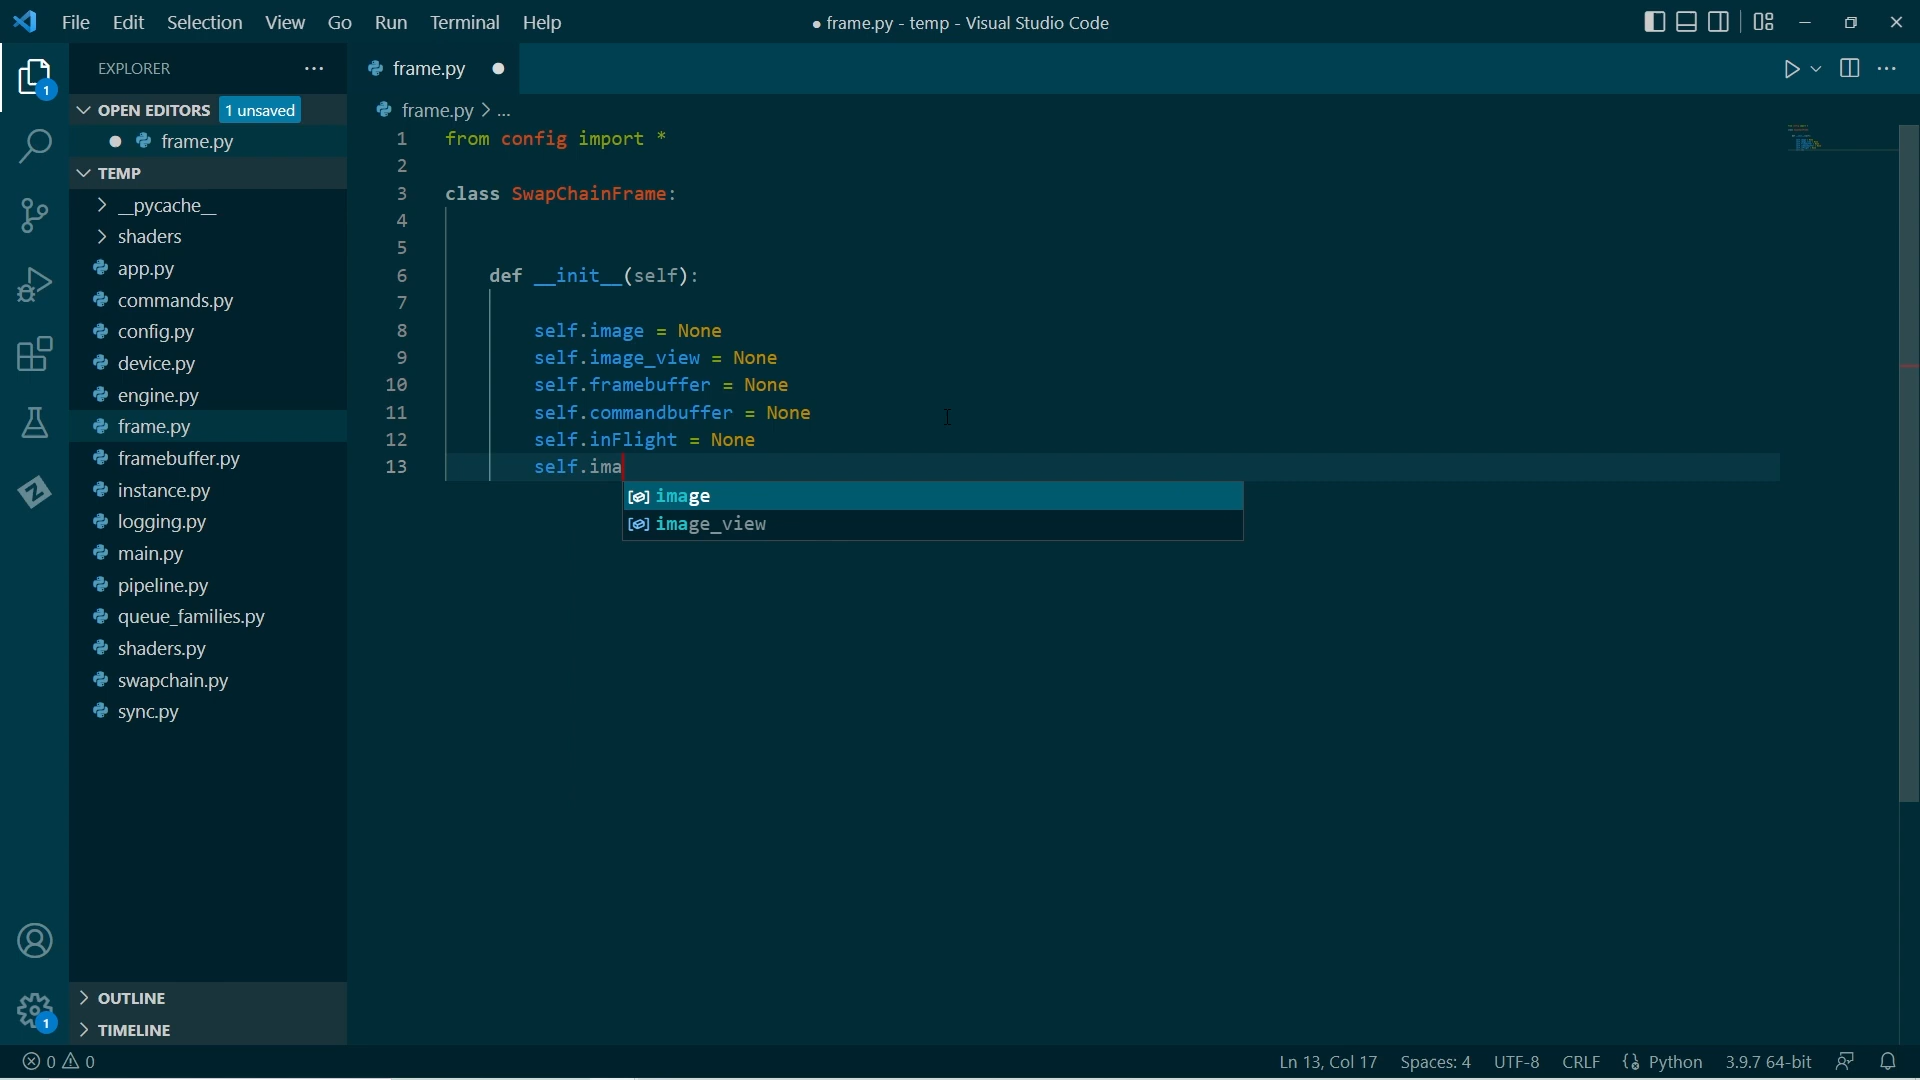 File Edit Selection View Go Run Terminal Help
● frame.py - temp - Visual Studio Code
EXPLORER
OPEN EDITORS 1 unsaved
frame.py
TEMP
__pycache__
shaders
app.py
commands.py
config.py
device.py
engine.py
frame.py
framebuffer.py
instance.py
logging.py
main.py
pipeline.py
queue_families.py
shaders.py
swapchain.py
sync.py
OUTLINE
TIMELINE
1
1
frame.py
frame.py > ...
1 from config import *
2
3 class SwapChainFrame:
4
5
6 def __init__(self):
7
8 self.image = None
9 self.image_view = None
10 self.framebuffer = None
11 self.commandbuffer = None
12 self.inFlight = None
13 self.ima
image
image_view
0 0
Ln 13, Col 17 Spaces: 4 UTF-8 CRLF Python 3.9.7 64-bit